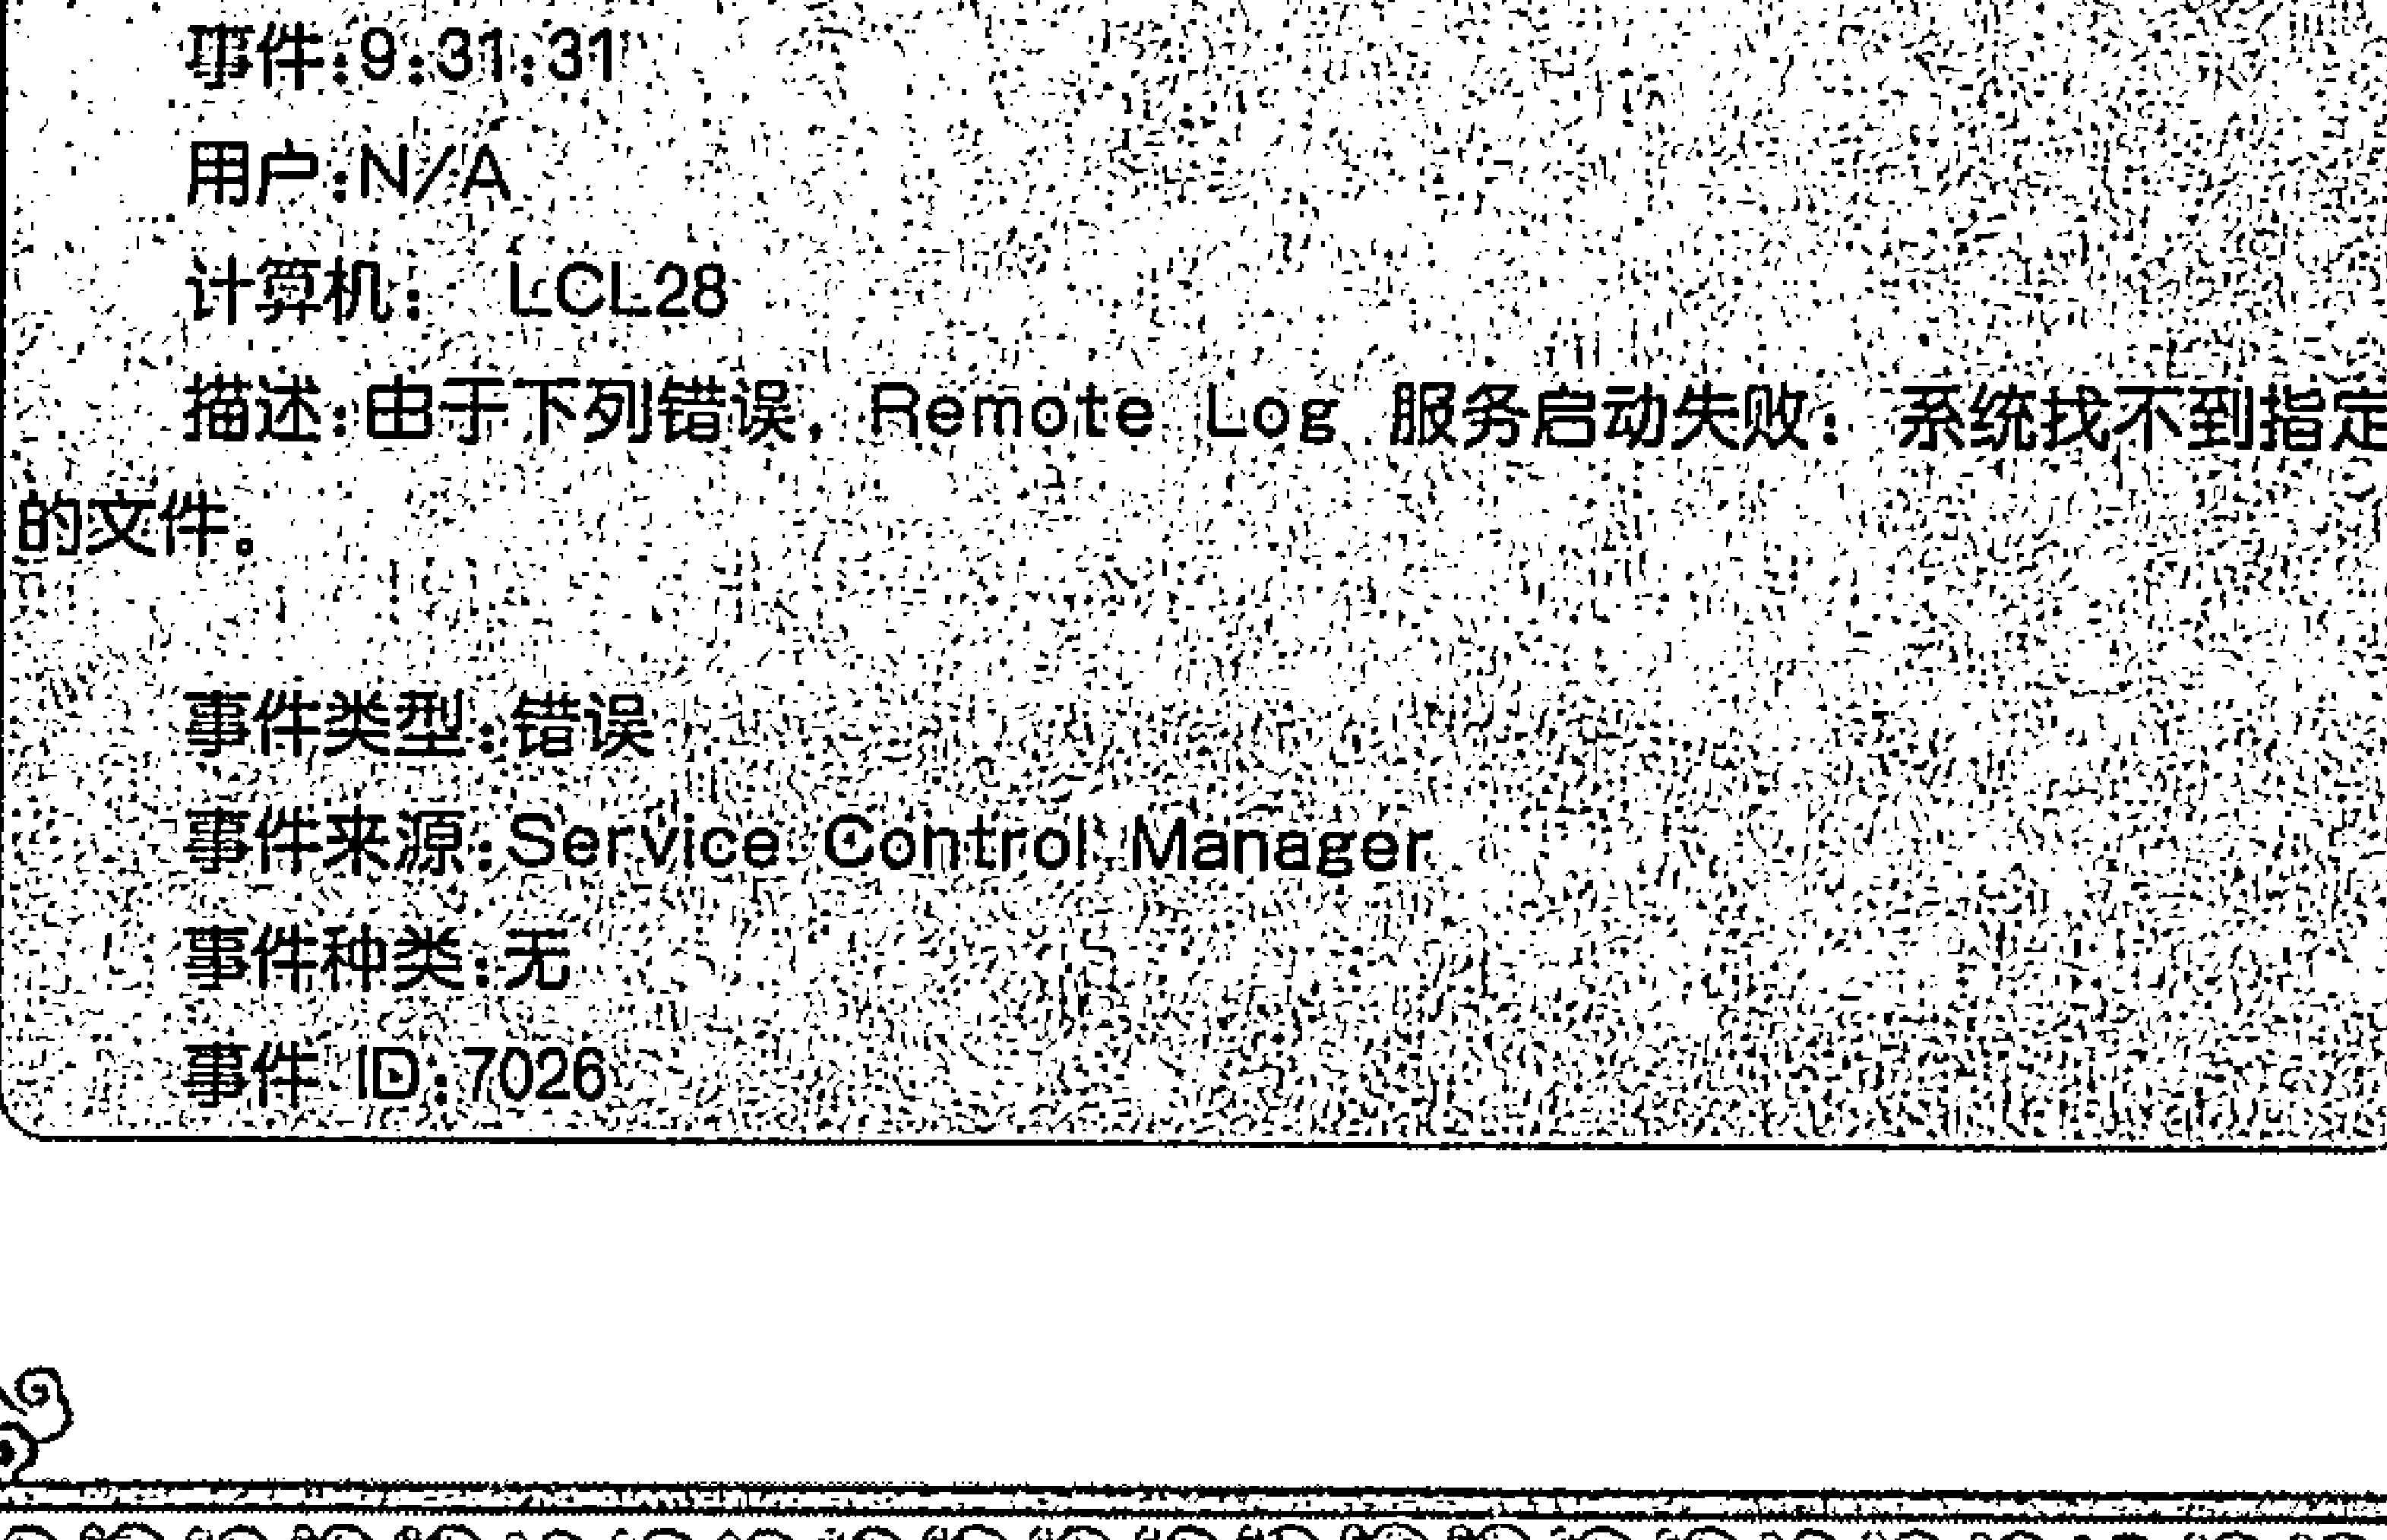 事件:9:31:31
用户:N/A
计算机: LCL28
描述:由于下列错误, Remote Log 服务启动失败: 系统找不到指定
的文件。
事件类型:错误
事件来源:Service Control Manager
事件种类:无
事件 ID:7026